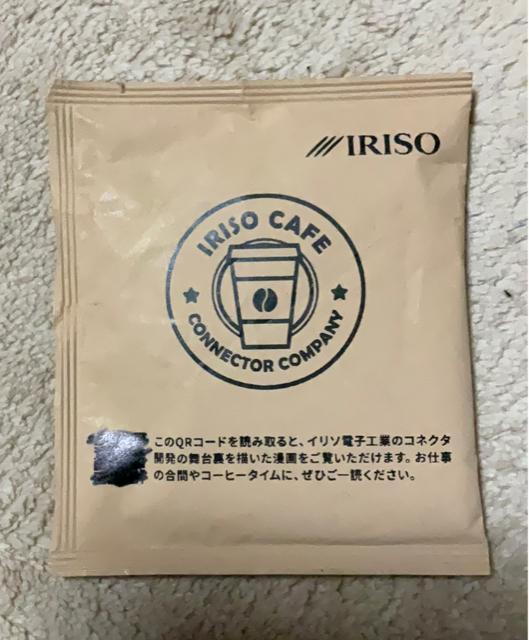 IRISO
IRISO CAFE
CONNECTOR COMPANY
このQRコードを読み取ると、イリソ電子工業のコネクタ
開発の舞台裏を描いた漫画をご覧いただけます。お仕事
の合間やコーヒータイムに、ぜひご一読ください。